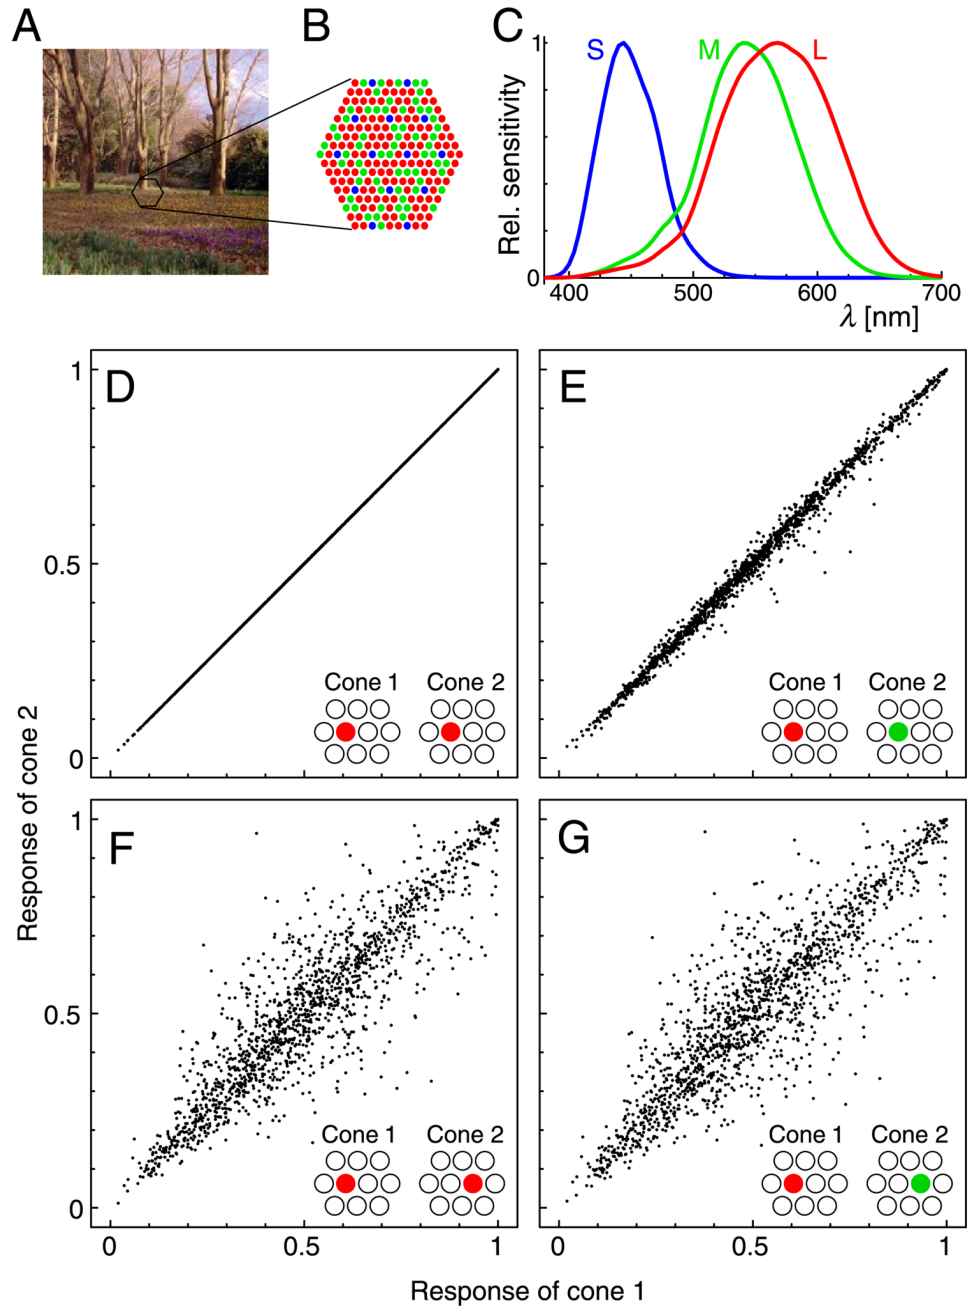 A
B
C
1
S
M
L
Rel. sensitivity
0
400
500
600
700
λ [nm]
D
1
0.5
0
Cone 1 Cone 2
E
Cone 1 Cone 2
Response of cone 2
F
1
0.5
0
Cone 1 Cone 2
0
0.5
1
G
Cone 1 Cone 2
0
0.5
1
Response of cone 1